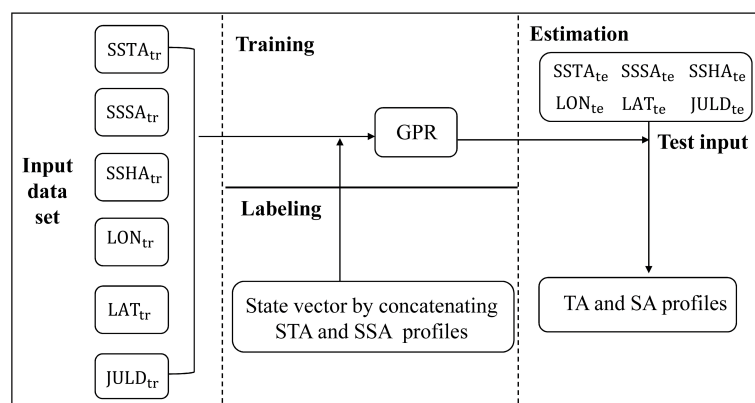 Input
data
set
SSTA_tr
SSSA_tr
SSHA_tr
LON_tr
LAT_tr
JULD_tr
Training
GPR
Labeling
State vector by concatenating
STA and SSA profiles
Estimation
SSTA_te SSSA_te SSHA_te
LON_te LAT_te JULD_te
Test input
TA and SA profiles